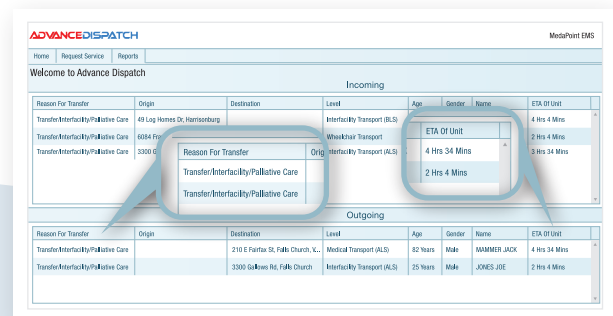 ADVANCEDISPATCH
MedaPoint EMS
Home Request Service Reports
Welcome to Advance Dispatch
Incoming
Reason For Transfer Origin Destination Level Age Gender Name ETA Of Unit
Transfer/Interfacility/Palliative Care 49 Log Homes Dr, Harrisonburg Interfacility Transport (BLS) 4 Hrs 4 Mins
Transfer/Interfacility/Palliative Care 6084 Wheelchair Transport 2 Hrs 4 Mins
Transfer/Interfacility/Palliative Care 3300 Interfacility Transport (ALS) 3 Hrs 34 Mins
Reason For Transfer Orig
Transfer/Interfacility/Palliative Care
Transfer/Interfacility/Palliative Care
ETA Of Unit
4 Hrs 34 Mins
2 Hrs 4 Mins
Outgoing
Reason For Transfer Origin Destination Level Age Gender Name ETA Of Unit
Transfer/Interfacility/Palliative Care 210 E Fairfax St, Falls Church, V... Medical Transport (ALS) 82 Years Male MAMMER JACK 4 Hrs 34 Mins
Transfer/Interfacility/Palliative Care 3300 Gallows Rd, Falls Church Interfacility Transport (ALS) 25 Years Male JONES JOE 2 Hrs 4 Mins